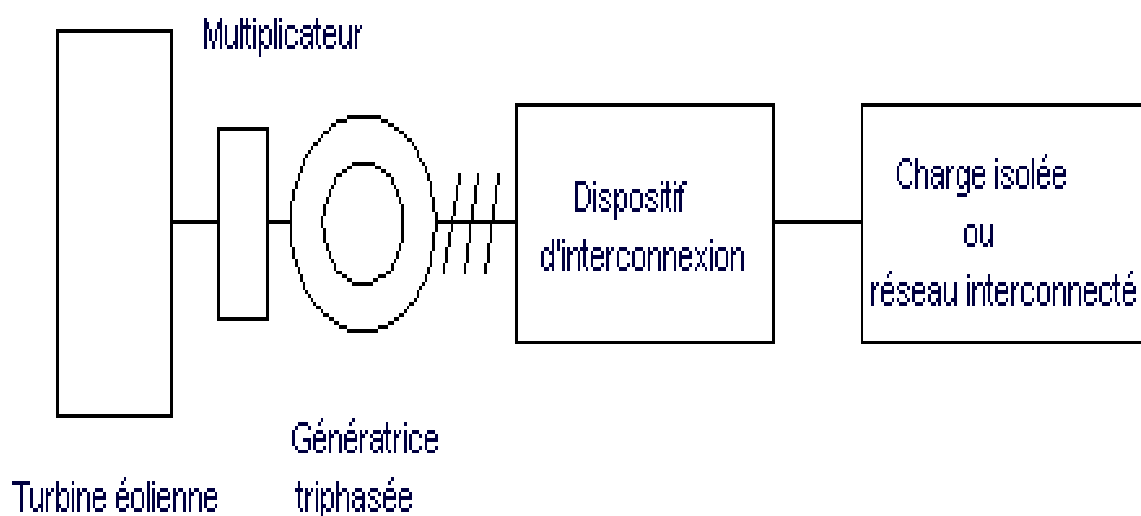 Multiplicateur
Dispositif
d'interconnexion
Charge isolée
ou
réseau interconnecté
Génératrice
triphasée
Turbine éolienne